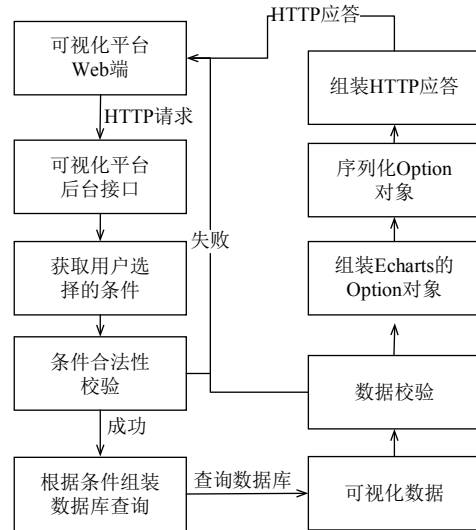 HTTP应答
可视化平台
Web端
HTTP请求
可视化平台
后台接口
获取用户选
择的条件
失败
条件合法性
校验
成功
根据条件组装
数据库查询
查询数据库
可视化数据
数据校验
组装Echarts的
Option对象
序列化Option
对象
组装HTTP应答